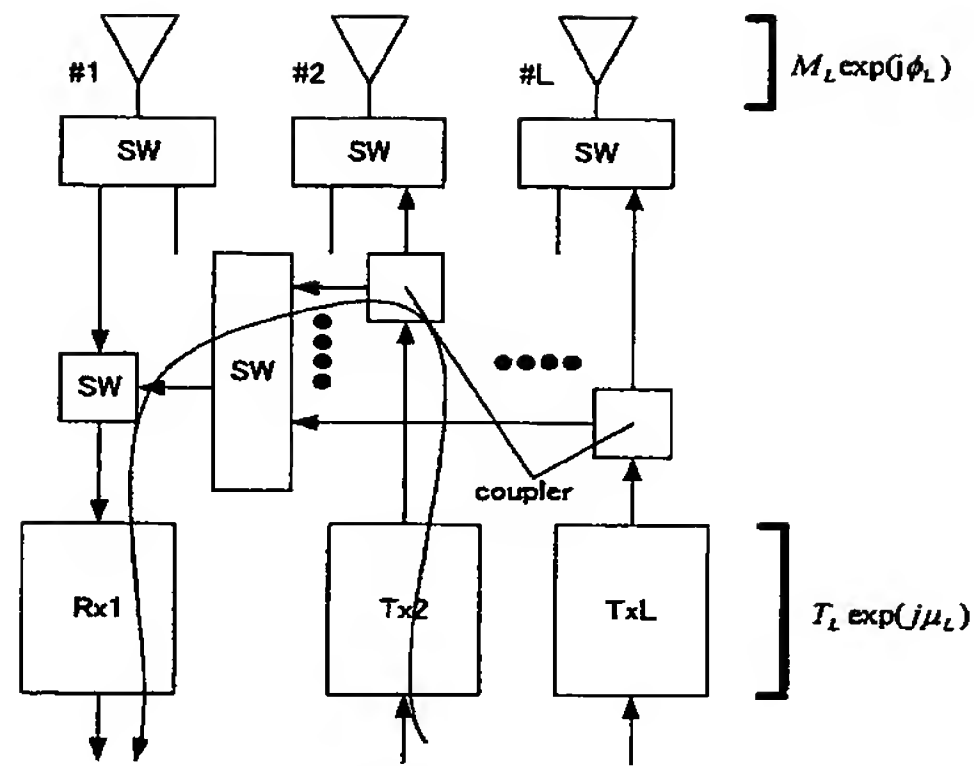 #1
#2
#L
M_L exp(jϕ_L)
SW
SW
SW
SW
SW
coupler
Rx1
Tx2
TxL
T_L exp(jμ_L)